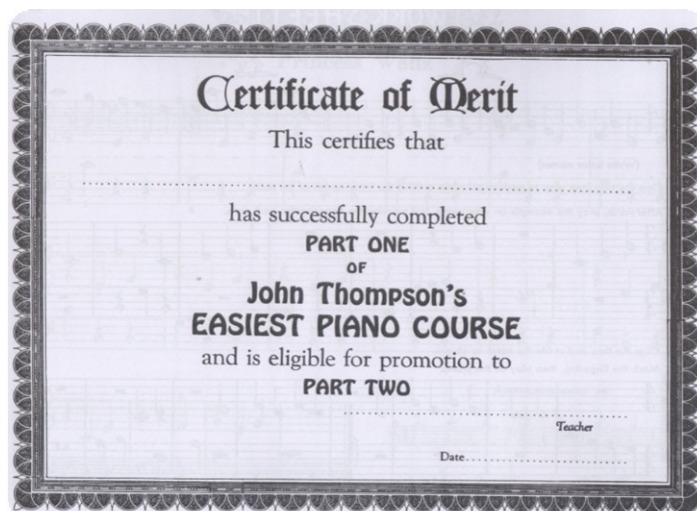 Certificate of Merit
This certifies that
has successfully completed
PART ONE
OF
John Thompson's
EASIEST PIANO COURSE
and is eligible for promotion to
PART TWO
Teacher
Date